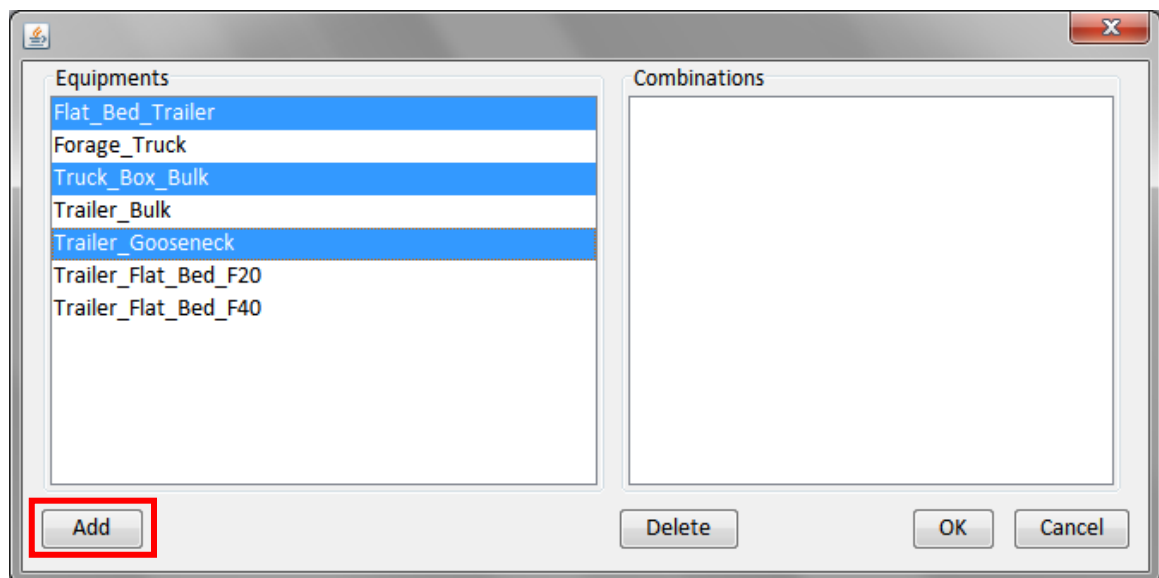 Equipments
Flat_Bed_Trailer
Forage_Truck
Truck_Box_Bulk
Trailer_Bulk
Trailer_Gooseneck
Trailer_Flat_Bed_F20
Trailer_Flat_Bed_F40
Combinations
Add
Delete
OK
Cancel